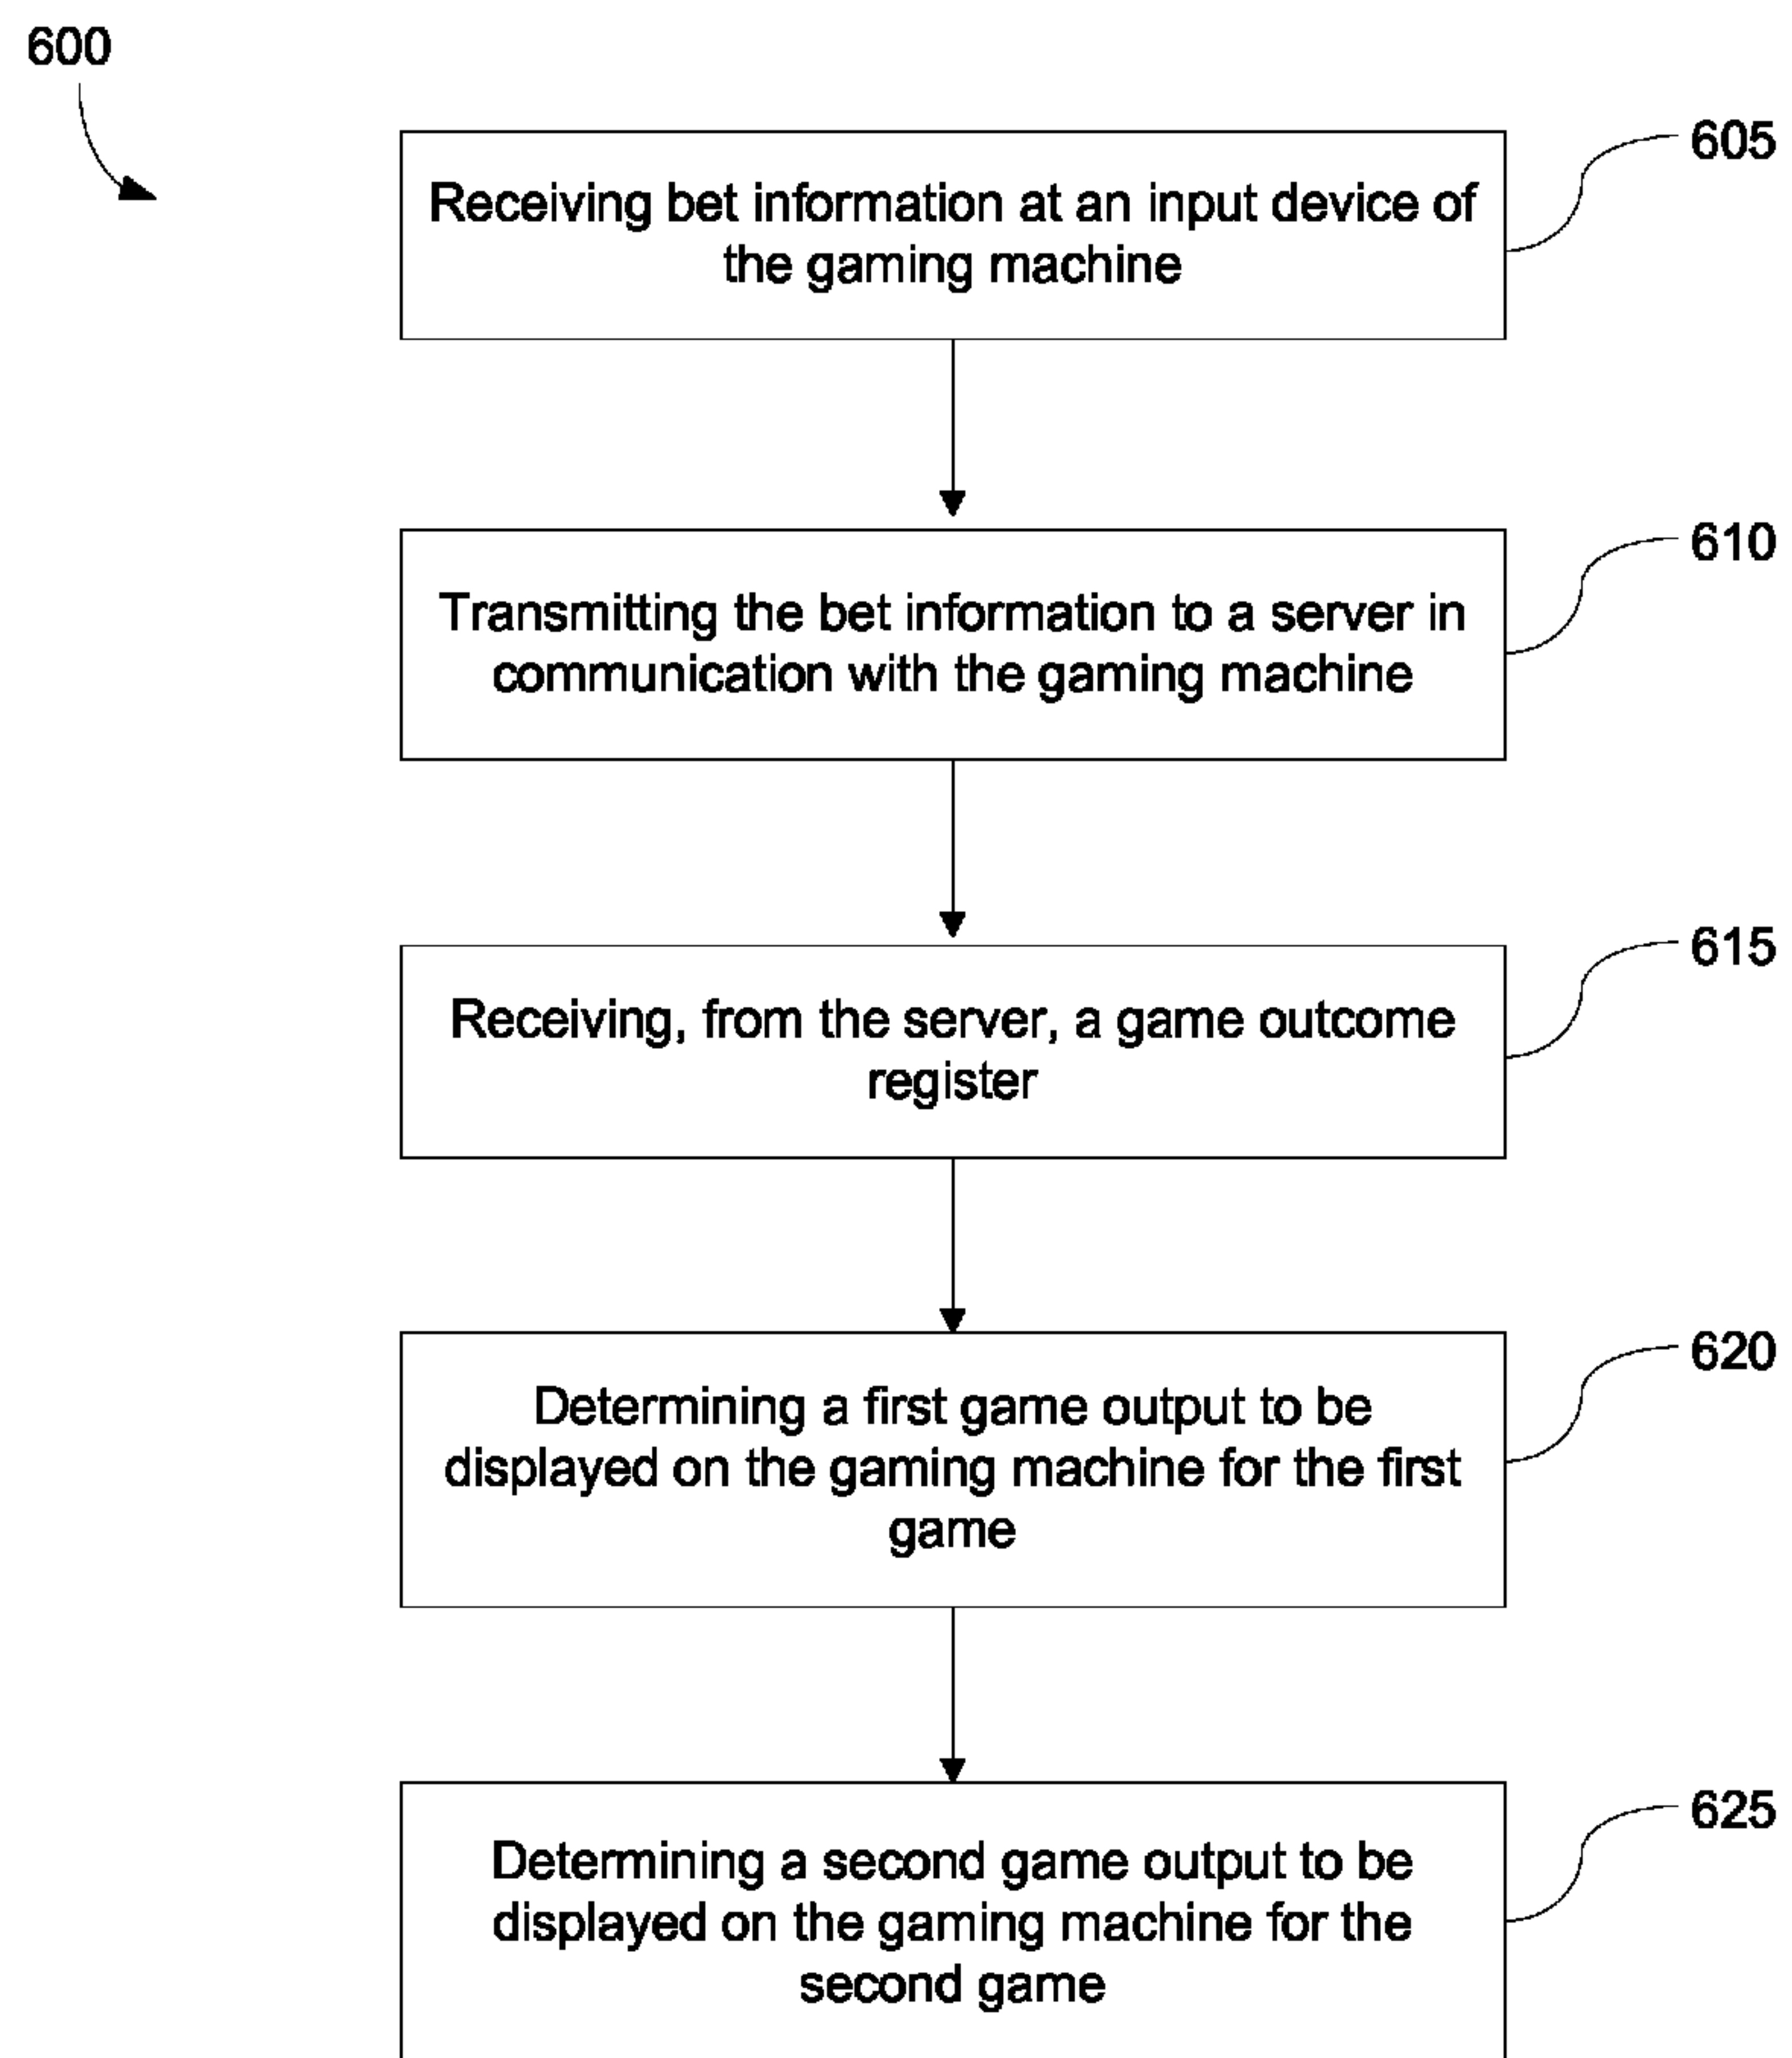 600
605
Receiving bet information at an input device of
the gaming machine
610
Transmitting the bet information to a server in
communication with the gaming machine
615
Receiving, from the server, a game outcome
register
620
Determining a first game output to be
displayed on the gaming machine for the first
game
625
Determining a second game output to be
displayed on the gaming machine for the
second game